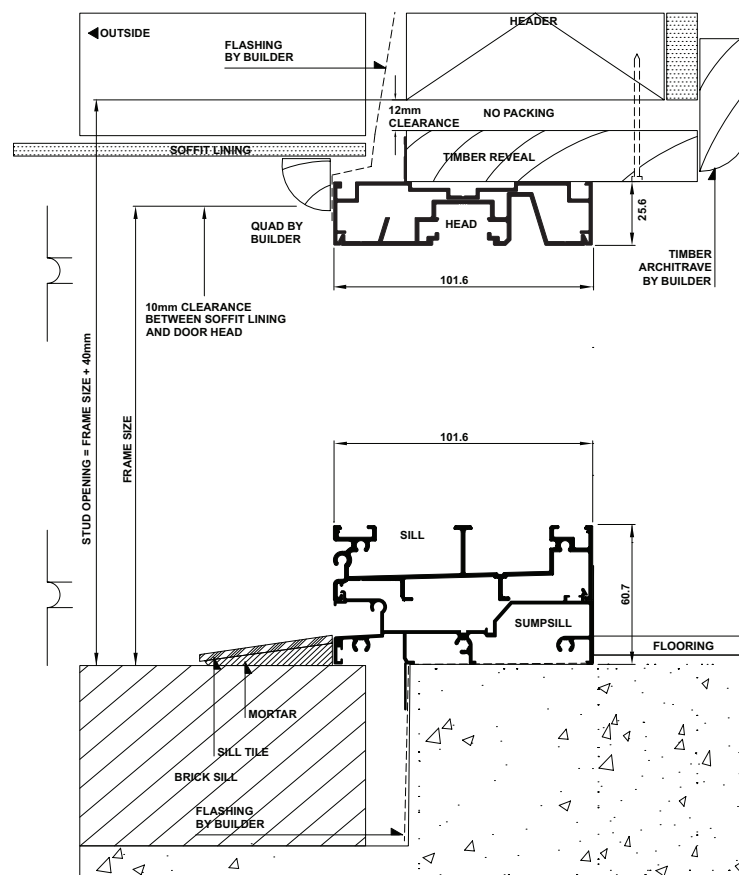 OUTSIDE
HEADER
FLASHING
BY BUILDER
12mm
CLEARANCE
NO PACKING
SOFFIT LINING
TIMBER REVEAL
QUAD BY
BUILDER
HEAD
25.6
TIMBER
ARCHITRAVE
BY BUILDER
101.6
10mm CLEARANCE
BETWEEN SOFFIT LINING
AND DOOR HEAD
STUD OPENING = FRAME SIZE + 40mm
FRAME SIZE
101.6
SILL
60.7
SUMPSILL
FLOORING
MORTAR
SILL TILE
BRICK SILL
FLASHING
BY BUILDER